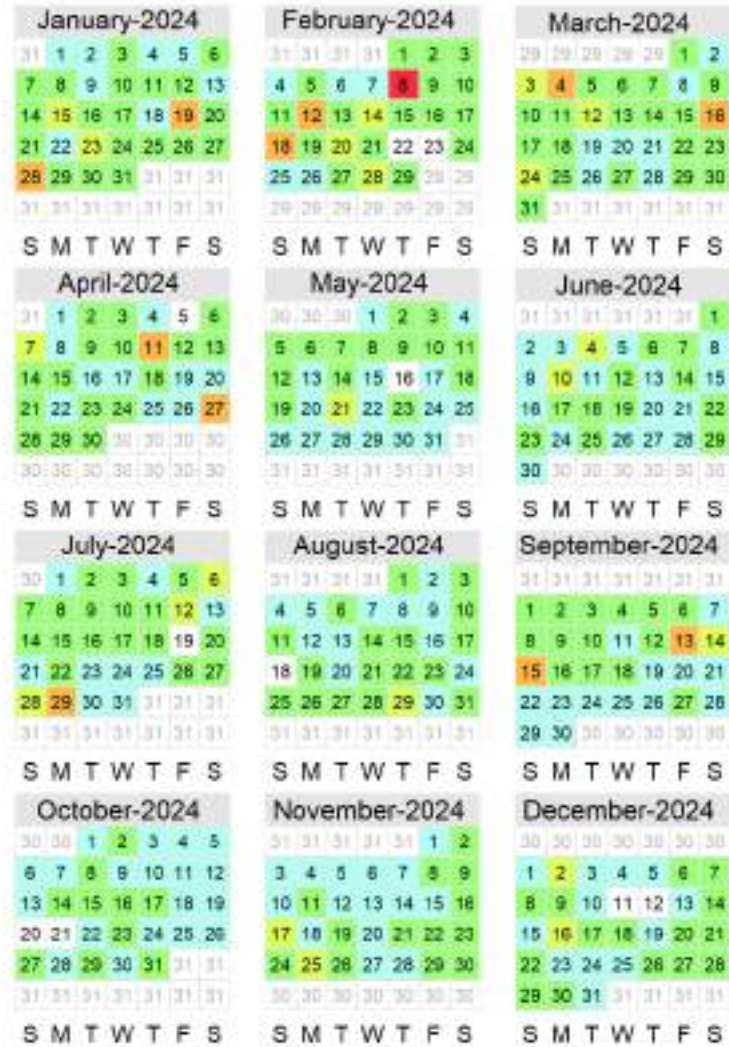 January-2024 February-2024 March-2024
31 1 2 3 4 5 6 31 31 31 31 1 2 3 29 29 29 29 29 1 2
7 8 9 10 11 12 13 4 5 6 7 8 9 10 3 4 5 6 7 8 9
14 15 16 17 18 19 20 11 12 13 14 15 16 17 10 11 12 13 14 15 16
21 22 23 24 25 26 27 18 19 20 21 22 23 24 17 18 19 20 21 22 23
28 29 30 31 31 31 31 25 26 27 28 29 29 29 24 25 26 27 28 29 30
31 31 31 31 31 31 31 29 29 29 29 29 29 29 31 31 31 31 31 31 31
S M T W T F S S M T W T F S S M T W T F S
April-2024 May-2024 June-2024
31 1 2 3 4 5 6 30 30 30 1 2 3 4 31 31 31 31 31 31 1
7 8 9 10 11 12 13 5 6 7 8 9 10 11 2 3 4 5 6 7 8
14 15 16 17 18 19 20 12 13 14 15 16 17 18 9 10 11 12 13 14 15
21 22 23 24 25 26 27 19 20 21 22 23 24 25 16 17 18 19 20 21 22
28 29 30 30 30 30 30 26 27 28 29 30 31 31 23 24 25 26 27 28 29
30 30 30 30 30 30 30 31 31 31 31 31 31 31 30 30 30 30 30 30 30
S M T W T F S S M T W T F S S M T W T F S
July-2024 August-2024 September-2024
30 1 2 3 4 5 6 31 31 31 31 1 2 3 31 31 31 31 31 31 31
7 8 9 10 11 12 13 4 5 6 7 8 9 10 1 2 3 4 5 6 7
14 15 16 17 18 19 20 11 12 13 14 15 16 17 8 9 10 11 12 13 14
21 22 23 24 25 26 27 18 19 20 21 22 23 24 15 16 17 18 19 20 21
28 29 30 31 31 31 31 25 26 27 28 29 30 31 22 23 24 25 26 27 28
31 31 31 31 31 31 31 31 31 31 31 31 31 31 29 30 30 30 30 30 30
S M T W T F S S M T W T F S S M T W T F S
October-2024 November-2024 December-2024
30 30 1 2 3 4 5 31 31 31 31 31 1 2 30 30 30 30 30 30 30
6 7 8 9 10 11 12 3 4 5 6 7 8 9 1 2 3 4 5 6 7
13 14 15 16 17 18 19 10 11 12 13 14 15 16 8 9 10 11 12 13 14
20 21 22 23 24 25 26 17 18 19 20 21 22 23 15 16 17 18 19 20 21
27 28 29 30 31 31 31 24 25 26 27 28 29 30 22 23 24 25 26 27 28
31 31 31 31 31 31 31 30 30 30 30 30 30 30 29 30 31 31 31 31 31
S M T W T F S S M T W T F S S M T W T F S